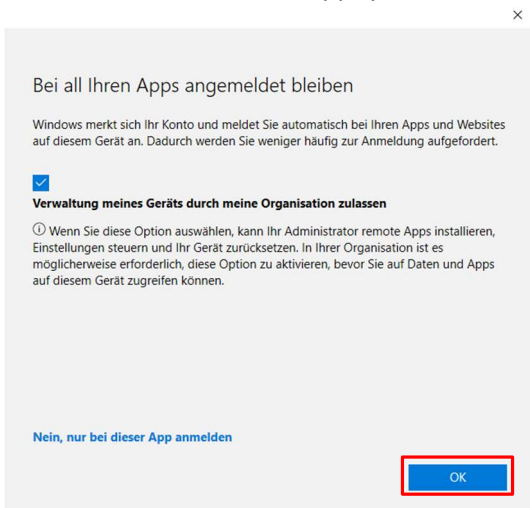 Bei all Ihren Apps angemeldet bleiben
Windows merkt sich Ihr Konto und meldet Sie automatisch bei Ihren Apps und Websites
auf diesem Gerät an. Dadurch werden Sie weniger häufig zur Anmeldung aufgefordert.
Verwaltung meines Geräts durch meine Organisation zulassen
Wenn Sie diese Option auswählen, kann Ihr Administrator remote Apps installieren,
Einstellungen steuern und Ihr Gerät zurücksetzen. In Ihrer Organisation ist es
möglicherweise erforderlich, diese Option zu aktivieren, bevor Sie auf Daten und Apps
auf diesem Gerät zugreifen können.
Nein, nur bei dieser App anmelden
OK